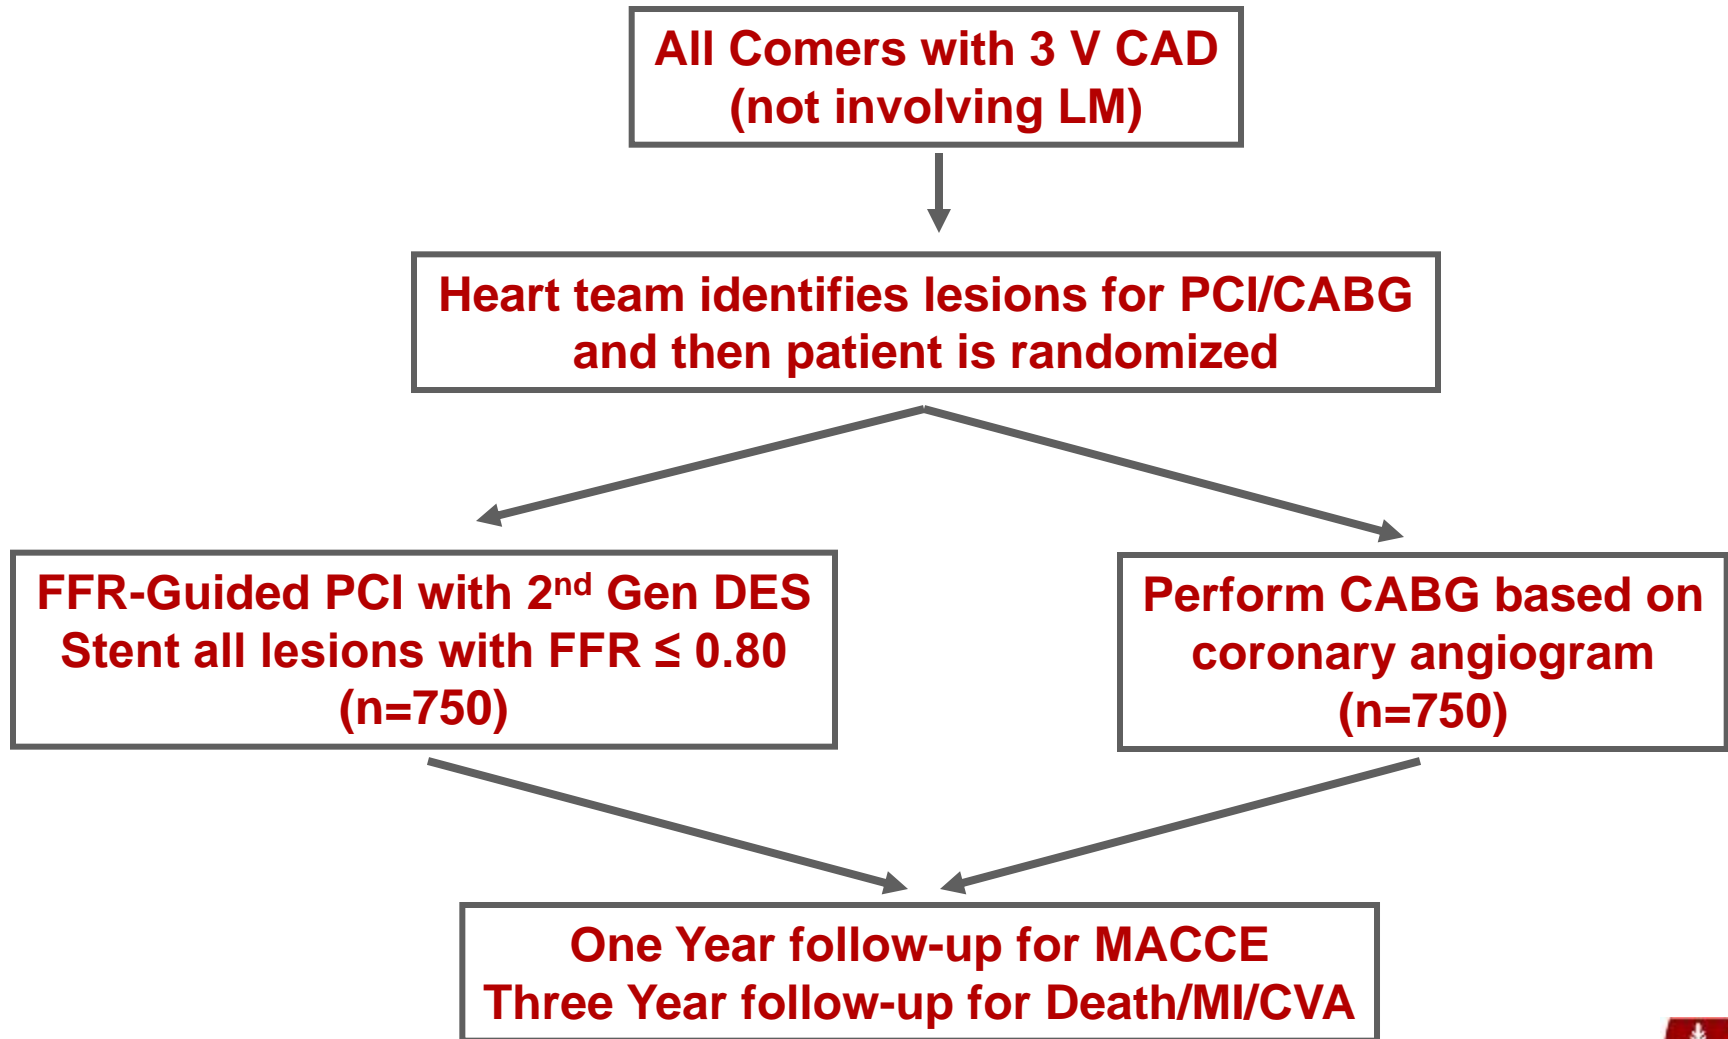 All Comers with 3 V CAD
(not involving LM)
Heart team identifies lesions for PCI/CABG
and then patient is randomized
FFR-Guided PCI with 2nd Gen DES
Stent all lesions with FFR ≤ 0.80
(n=750)
Perform CABG based on
coronary angiogram
(n=750)
One Year follow-up for MACCE
Three Year follow-up for Death/MI/CVA